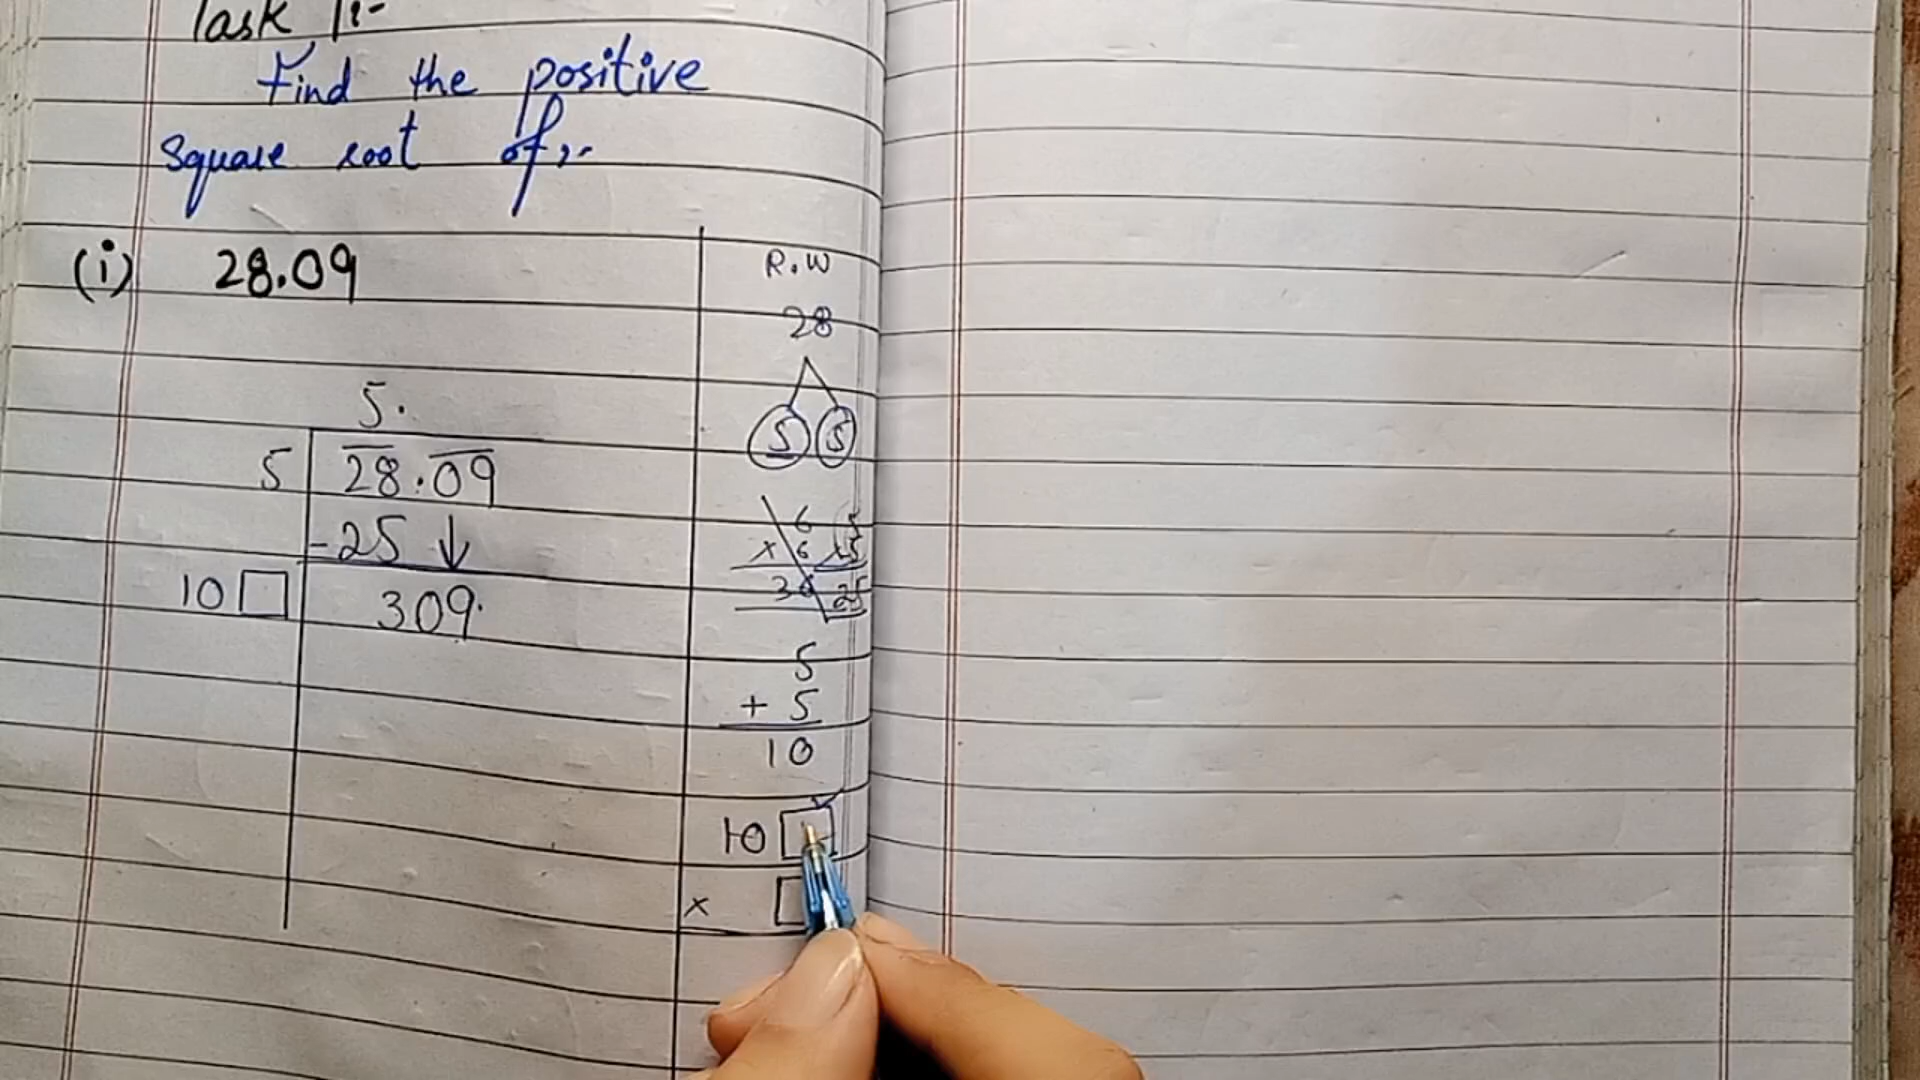 Task 1:-
Find the positive
square root of:-
(i) 28.09
5.
5 28.09
-25 ↓
10□ 309.
R.W
28
5 5
6 5
×6 ×5
36 25
5
+ 5
10
10□
× □